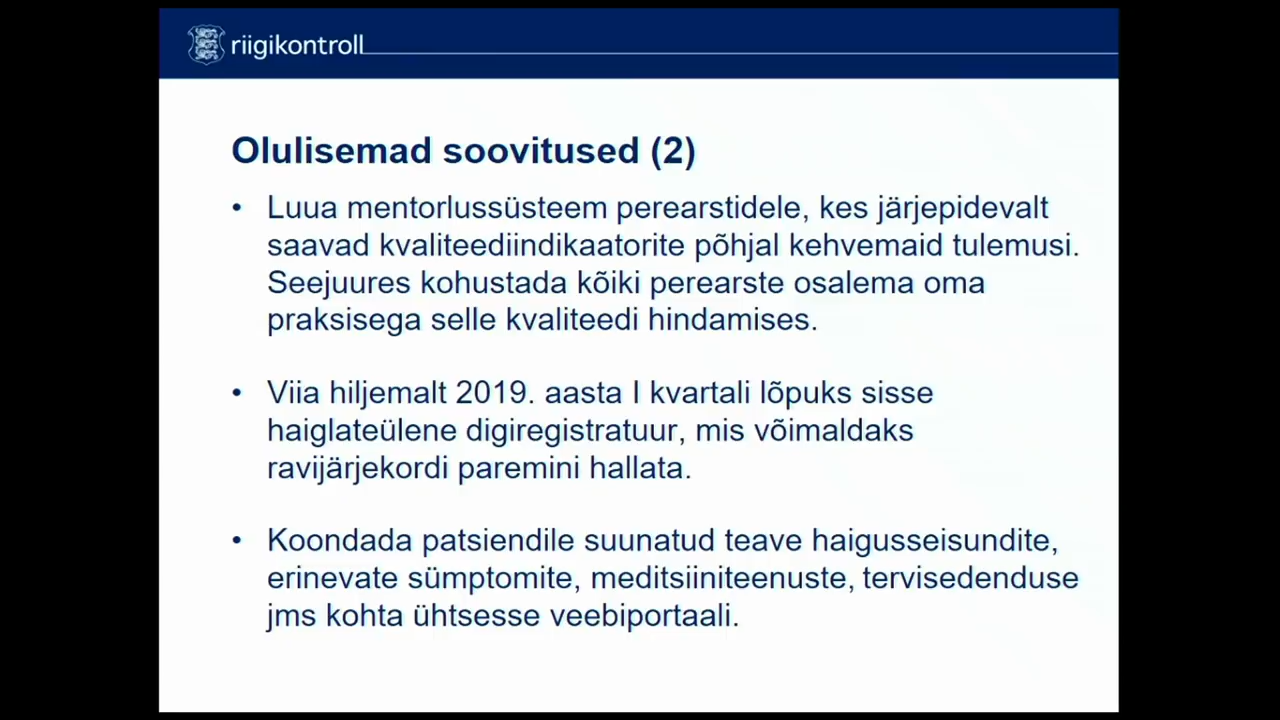 riigikontroll
Olulisemad soovitused (2)
• Luua mentorlussüsteem perearstidele, kes järjepidevalt
saavad kvaliteediindikaatorite põhjal kehvemaid tulemusi.
Seejuures kohustada kõiki perearste osalema oma
praksisega selle kvaliteedi hindamises.
• Viia hiljemalt 2019. aasta I kvartali lõpuks sisse
haiglateülene digiregistratuur, mis võimaldaks
ravijärjekordi paremini hallata.
• Koondada patsiendile suunatud teave haigusseisundite,
erinevate sümptomite, meditsiiniteenuste, tervisedenduse
jms kohta ühtsesse veebiportaali.